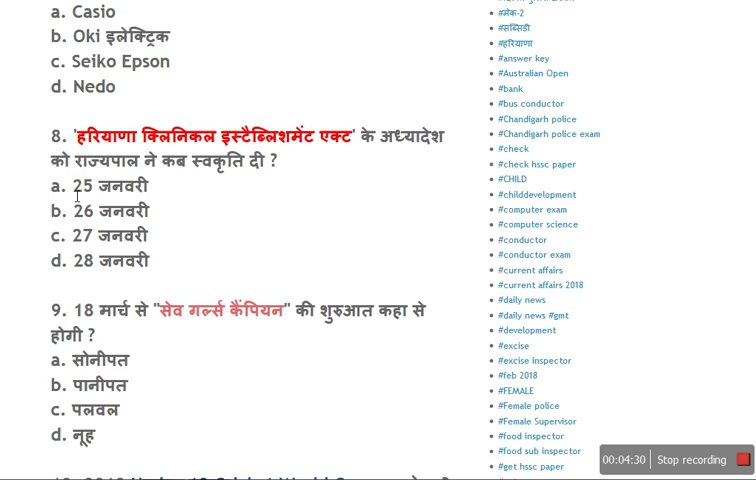 a. Casio
b. Oki इलेक्ट्रिक
c. Seiko Epson
d. Nedo
8. 'हरियाणा क्लिनिकल इस्टैब्लिशमेंट एक्ट' के अध्यादेश
को राज्यपाल ने कब स्वकृति दी ?
a. 25 जनवरी
b. 26 जनवरी
c. 27 जनवरी
d. 28 जनवरी
9. 18 मार्च से "सेव गर्ल्स कैंपियन" की शुरुआत कहा से
होगी ?
a. सोनीपत
b. पानीपत
c. पलवल
d. नूह
#मेक-2
#सब्सिडी
#हरियाणा
#answer key
#Australian Open
#bank
#bus conductor
#Chandigarh police
#Chandigarh police exam
#check
#check hssc paper
#CHILD
#childdevelopment
#computer exam
#computer science
#conductor
#conductor exam
#current affairs
#current affairs 2018
#daily news
#daily news #gmt
#development
#excise
#excise inspector
#feb 2018
#FEMALE
#Female police
#Female Supervisor
#food inspector
#food sub inspector
#get hssc paper
00:04:30 Stop recording